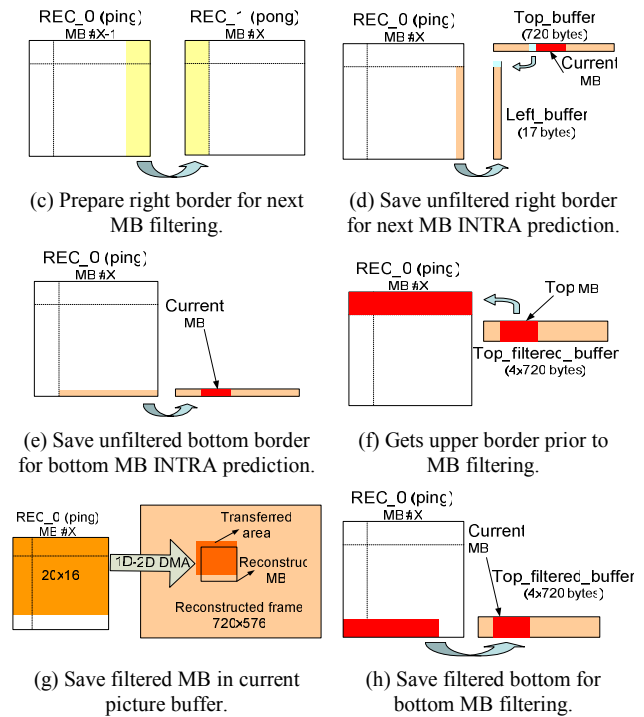 REC_0 (ping)
MB #X-1
REC_1 (pong)
MB #X
(c) Prepare right border for next
MB filtering.
REC_0 (ping)
MB #X
Top_buffer
(720 bytes)
Current
MB
Left_buffer
(17 bytes)
(d) Save unfiltered right border
for next MB INTRA prediction.
REC_0 (ping)
MB #X
Current
MB
(e) Save unfiltered bottom border
for bottom MB INTRA prediction.
REC_0 (ping)
MB #X
Top MB
Top_filtered_buffer
(4x720 bytes)
(f) Gets upper border prior to
MB filtering.
REC_0 (ping)
MB #X
20x16
1D-2D DMA
Transferred
area
Reconstruc
MB
Reconstructed frame
720x576
(g) Save filtered MB in current
picture buffer.
REC_0 (ping)
MB #X
Current
MB
Top_filtered_buffer
(4x720 bytes)
(h) Save filtered bottom for
bottom MB filtering.